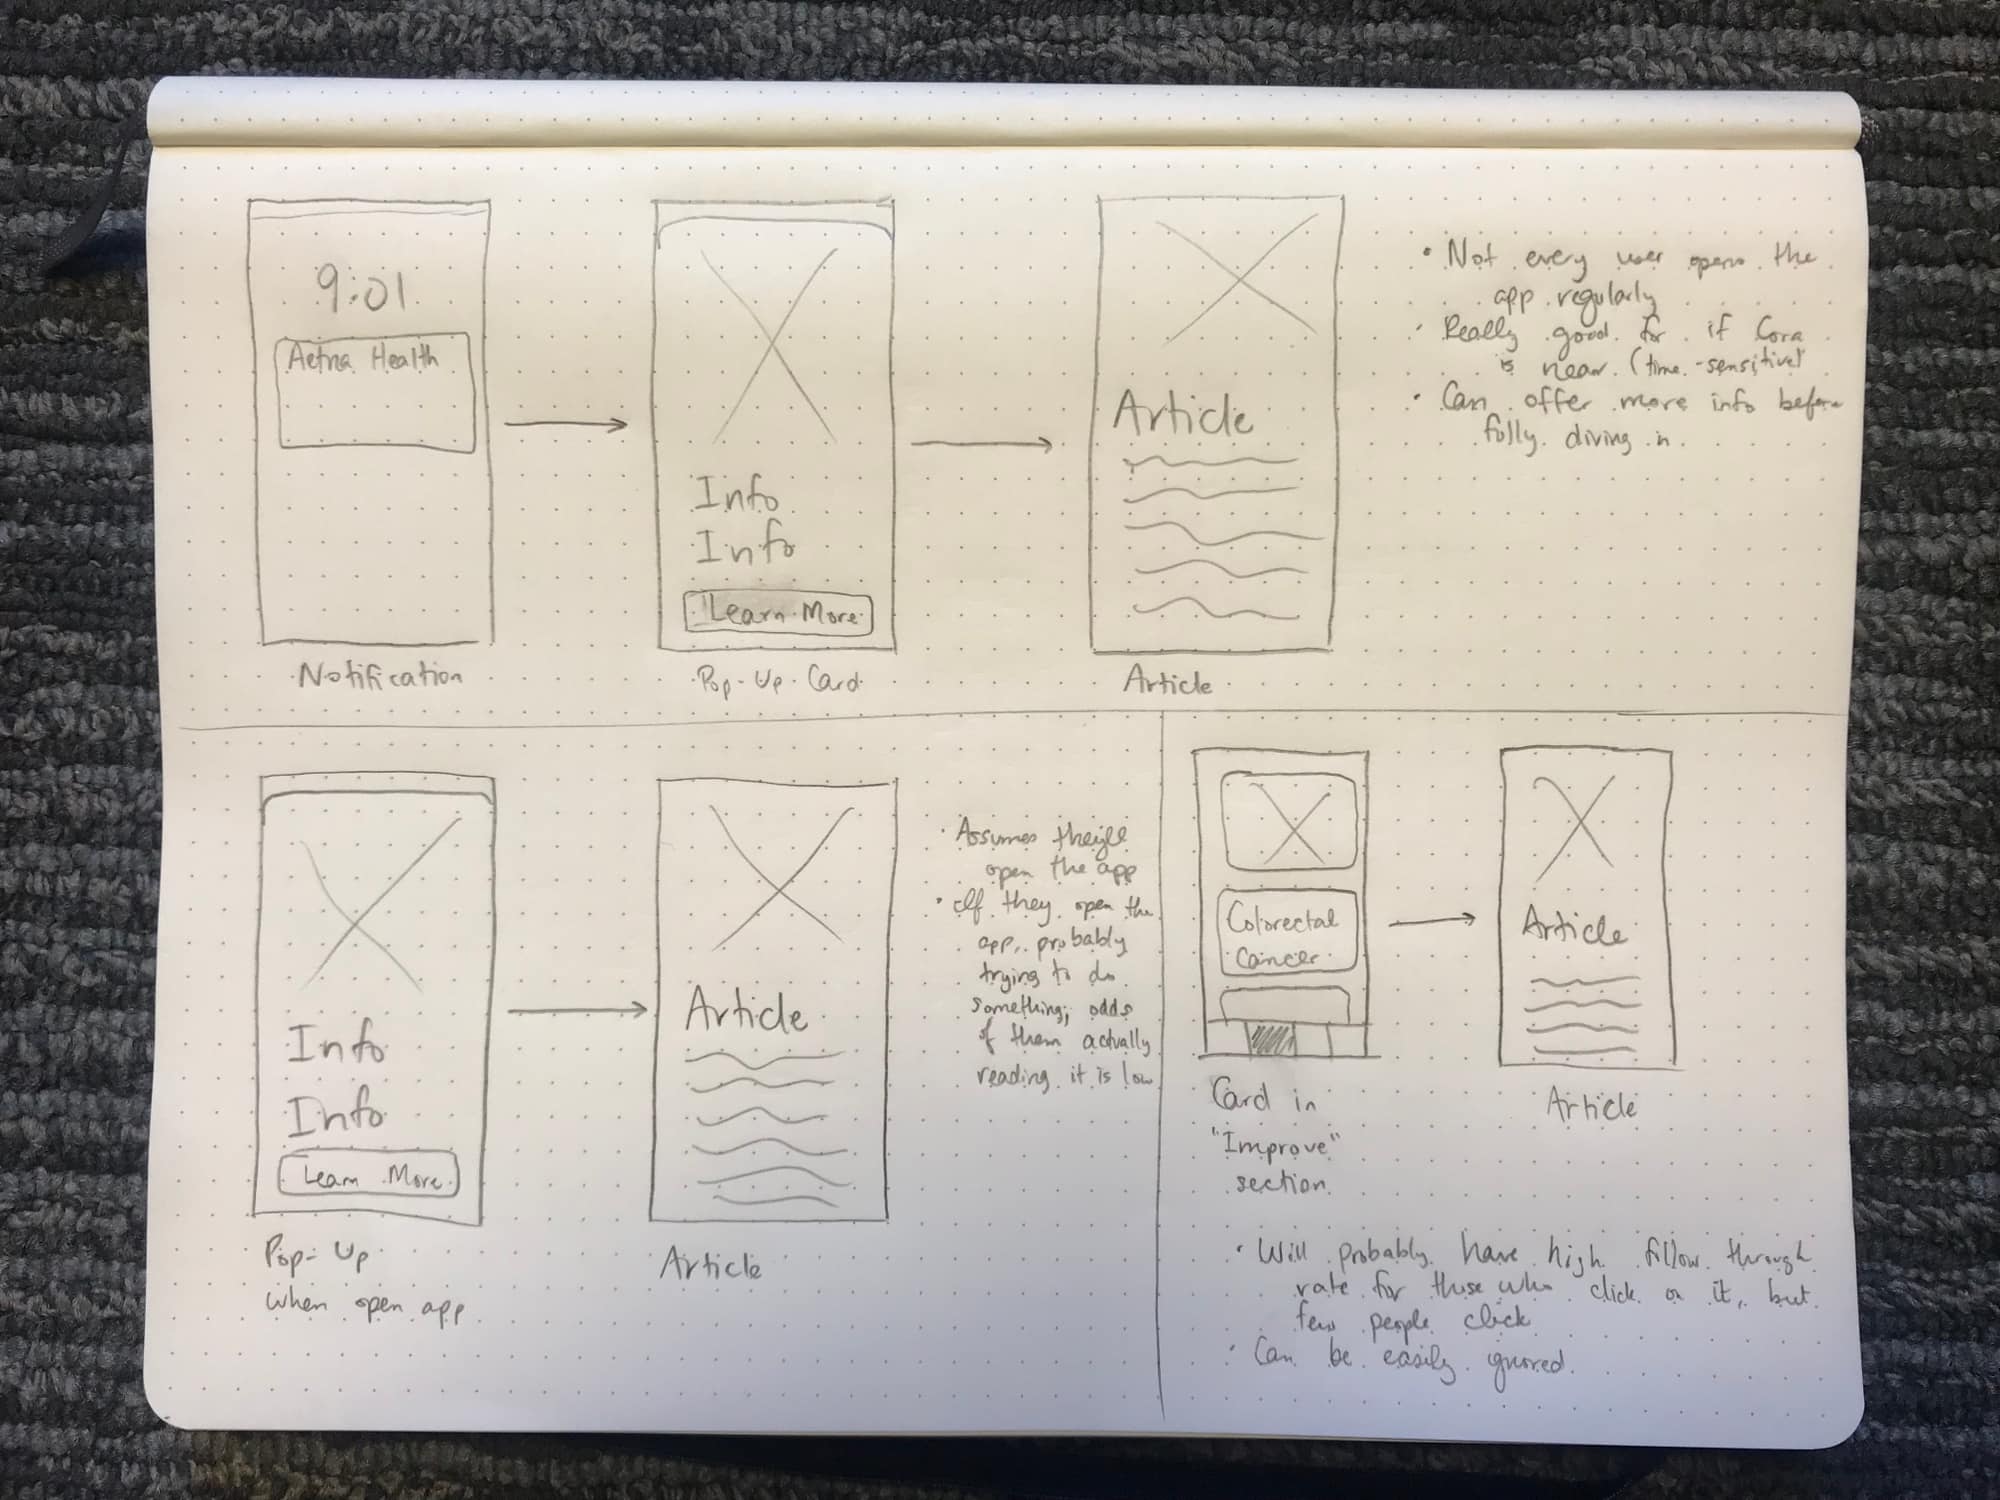 9:01
Aetna Health
Notification
Info
Info
Learn More
Pop-Up Card
Article
Article
• Not every user opens the
app regularly
• Really good for if Cora
is near (time-sensitive)
• Can offer more info before
fully diving in
Info
Info
Learn More
Pop-Up
when open app
Article
Article
• Assumes they'll
open the app
• If they open the
app, probably
trying to do
something; odds
of them actually
reading it is low
Colorectal
Cancer
Card in
"Improve"
section
Article
Article
• Will probably have high follow through
rate for those who click on it, but
few people click
• Can be easily ignored.